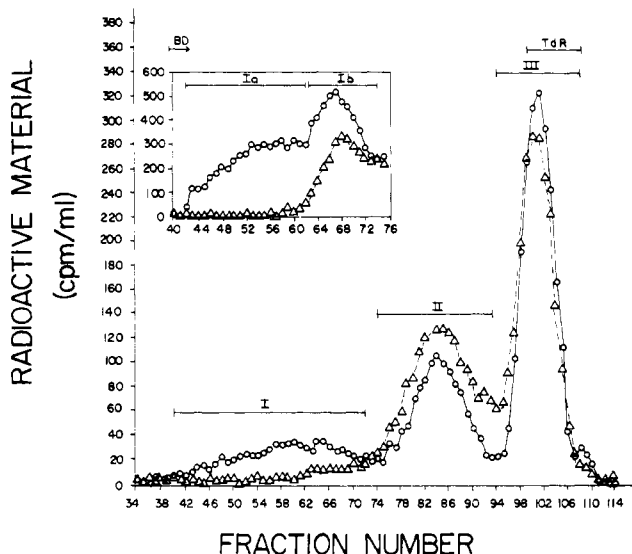 BD
Ia
Ib
600
500
400
300
200
100
0
40 44 48 52 56 60 64 68 72 76
TdR
III
II
I
RADIOACTIVE MATERIAL
(cpm/ml)
380
360
340
320
300
280
260
240
220
200
180
160
140
120
100
80
60
40
20
0
34 38 42 46 50 54 58 62 66 70 74 78 82 86 90 94 98 102 106 110 114
FRACTION NUMBER